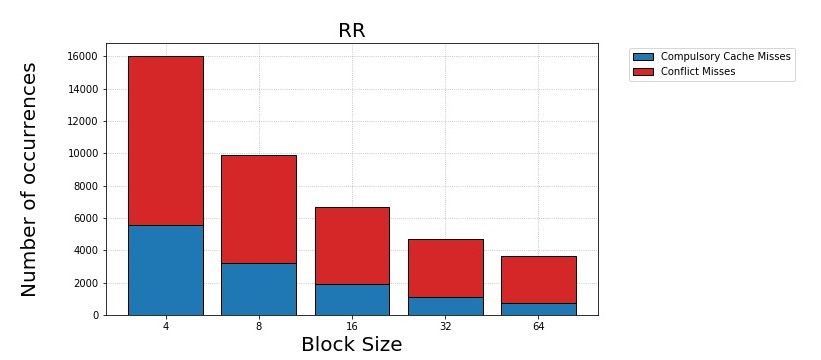 RR
Number of occurrences
16000
14000
12000
10000
8000
6000
4000
2000
0
4 8 16 32 64
Block Size
Compulsory Cache Misses
Conflict Misses